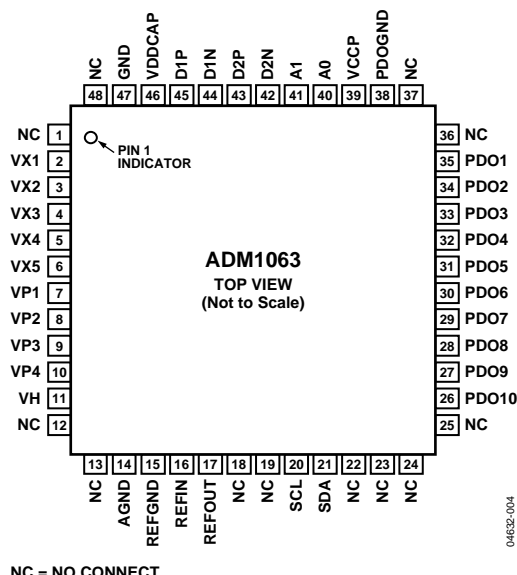 NC GND VDDCAP D1P D1N D2P D2N A1 A0 VCCP PDOGND NC
48 47 46 45 44 43 42 41 40 39 38 37
NC 1
VX1 2
VX2 3
VX3 4
VX4 5
VX5 6
VP1 7
VP2 8
VP3 9
VP4 10
VH 11
NC 12
PIN 1
INDICATOR
ADM1063
TOP VIEW
(Not to Scale)
36 NC
35 PDO1
34 PDO2
33 PDO3
32 PDO4
31 PDO5
30 PDO6
29 PDO7
28 PDO8
27 PDO9
26 PDO10
25 NC
13 14 15 16 17 18 19 20 21 22 23 24
NC AGND REFGND REFIN REFOUT NC NC SCL SDA NC NC NC
04632-004
NC = NO CONNECT